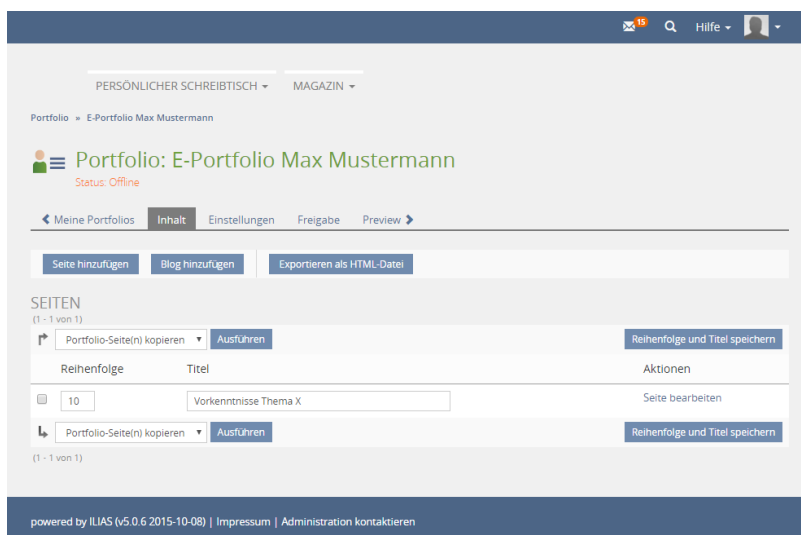 15 Hilfe
PERSÖNLICHER SCHREIBTISCH MAGAZIN
Portfolio » E-Portfolio Max Mustermann
Portfolio: E-Portfolio Max Mustermann
Status: Offline
Meine Portfolios Inhalt Einstellungen Freigabe Preview
Seite hinzufügen Blog hinzufügen Exportieren als HTML-Datei
SEITEN
(1 - 1 von 1)
Portfolio-Seite(n) kopieren Ausführen Reihenfolge und Titel speichern
Reihenfolge Titel Aktionen
10 Vorkenntnisse Thema X Seite bearbeiten
Portfolio-Seite(n) kopieren Ausführen Reihenfolge und Titel speichern
(1 - 1 von 1)
powered by ILIAS (v5.0.6 2015-10-08) | Impressum | Administration kontaktieren